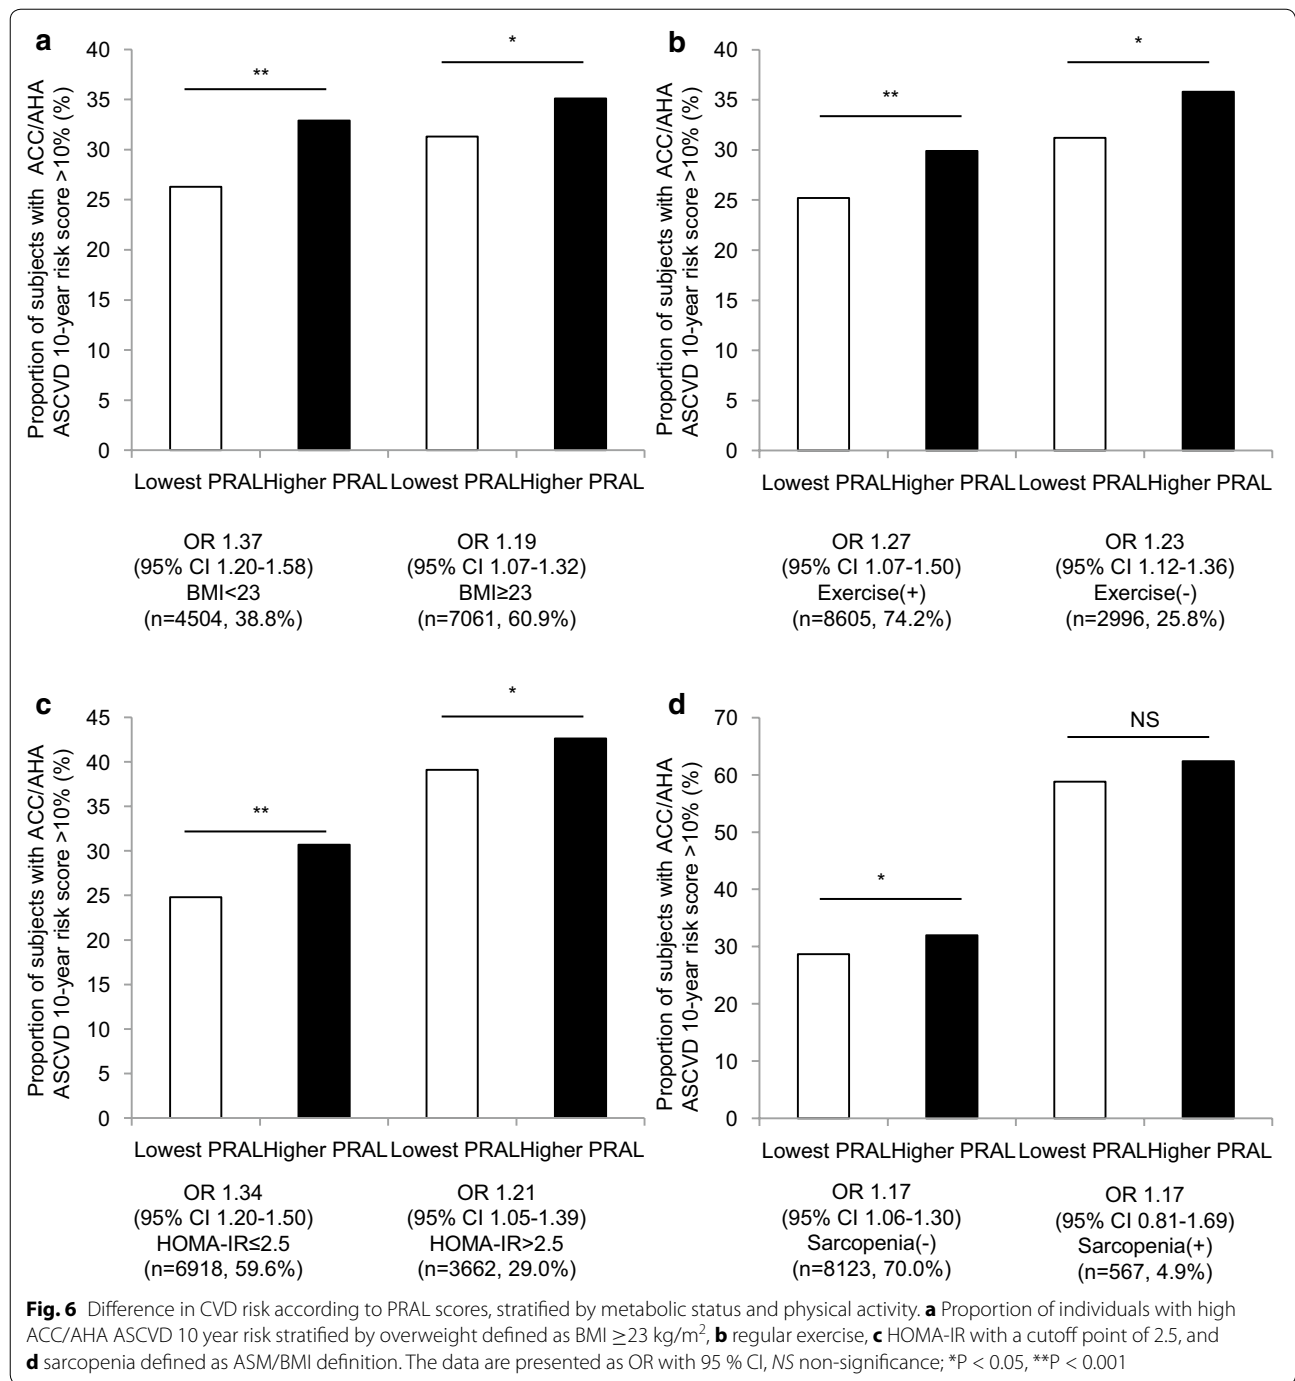 a
Proportion of subjects with ACC/AHA
ASCVD 10-year risk score >10% (%)
40
35
30
25
20
15
10
5
0
**
*
Lowest PRAL Higher PRAL Lowest PRAL Higher PRAL
OR 1.37
(95% CI 1.20-1.58)
BMI<23
(n=4504, 38.8%)
OR 1.19
(95% CI 1.07-1.32)
BMI≥23
(n=7061, 60.9%)
b
Proportion of subjects with ACC/AHA
ASCVD 10-year risk score >10% (%)
40
35
30
25
20
15
10
5
0
**
*
Lowest PRAL Higher PRAL Lowest PRAL Higher PRAL
OR 1.27
(95% CI 1.07-1.50)
Exercise(+)
(n=8605, 74.2%)
OR 1.23
(95% CI 1.12-1.36)
Exercise(-)
(n=2996, 25.8%)
c
Proportion of subjects with ACC/AHA
ASCVD 10-year risk score >10% (%)
45
40
35
30
25
20
15
10
5
0
**
*
Lowest PRAL Higher PRAL Lowest PRAL Higher PRAL
OR 1.34
(95% CI 1.20-1.50)
HOMA-IR≤2.5
(n=6918, 59.6%)
OR 1.21
(95% CI 1.05-1.39)
HOMA-IR>2.5
(n=3662, 29.0%)
d
Proportion of subjects with ACC/AHA
ASCVD 10-year risk score >10% (%)
70
60
50
40
30
20
10
0
*
NS
Lowest PRAL Higher PRAL Lowest PRAL Higher PRAL
OR 1.17
(95% CI 1.06-1.30)
Sarcopenia(-)
(n=8123, 70.0%)
OR 1.17
(95% CI 0.81-1.69)
Sarcopenia(+)
(n=567, 4.9%)
Fig. 6 Difference in CVD risk according to PRAL scores, stratified by metabolic status and physical activity. a Proportion of individuals with high
ACC/AHA ASCVD 10 year risk stratified by overweight defined as BMI ≥23 kg/m², b regular exercise, c HOMA-IR with a cutoff point of 2.5, and
d sarcopenia defined as ASM/BMI definition. The data are presented as OR with 95 % CI, NS non-significance; *P < 0.05, **P < 0.001